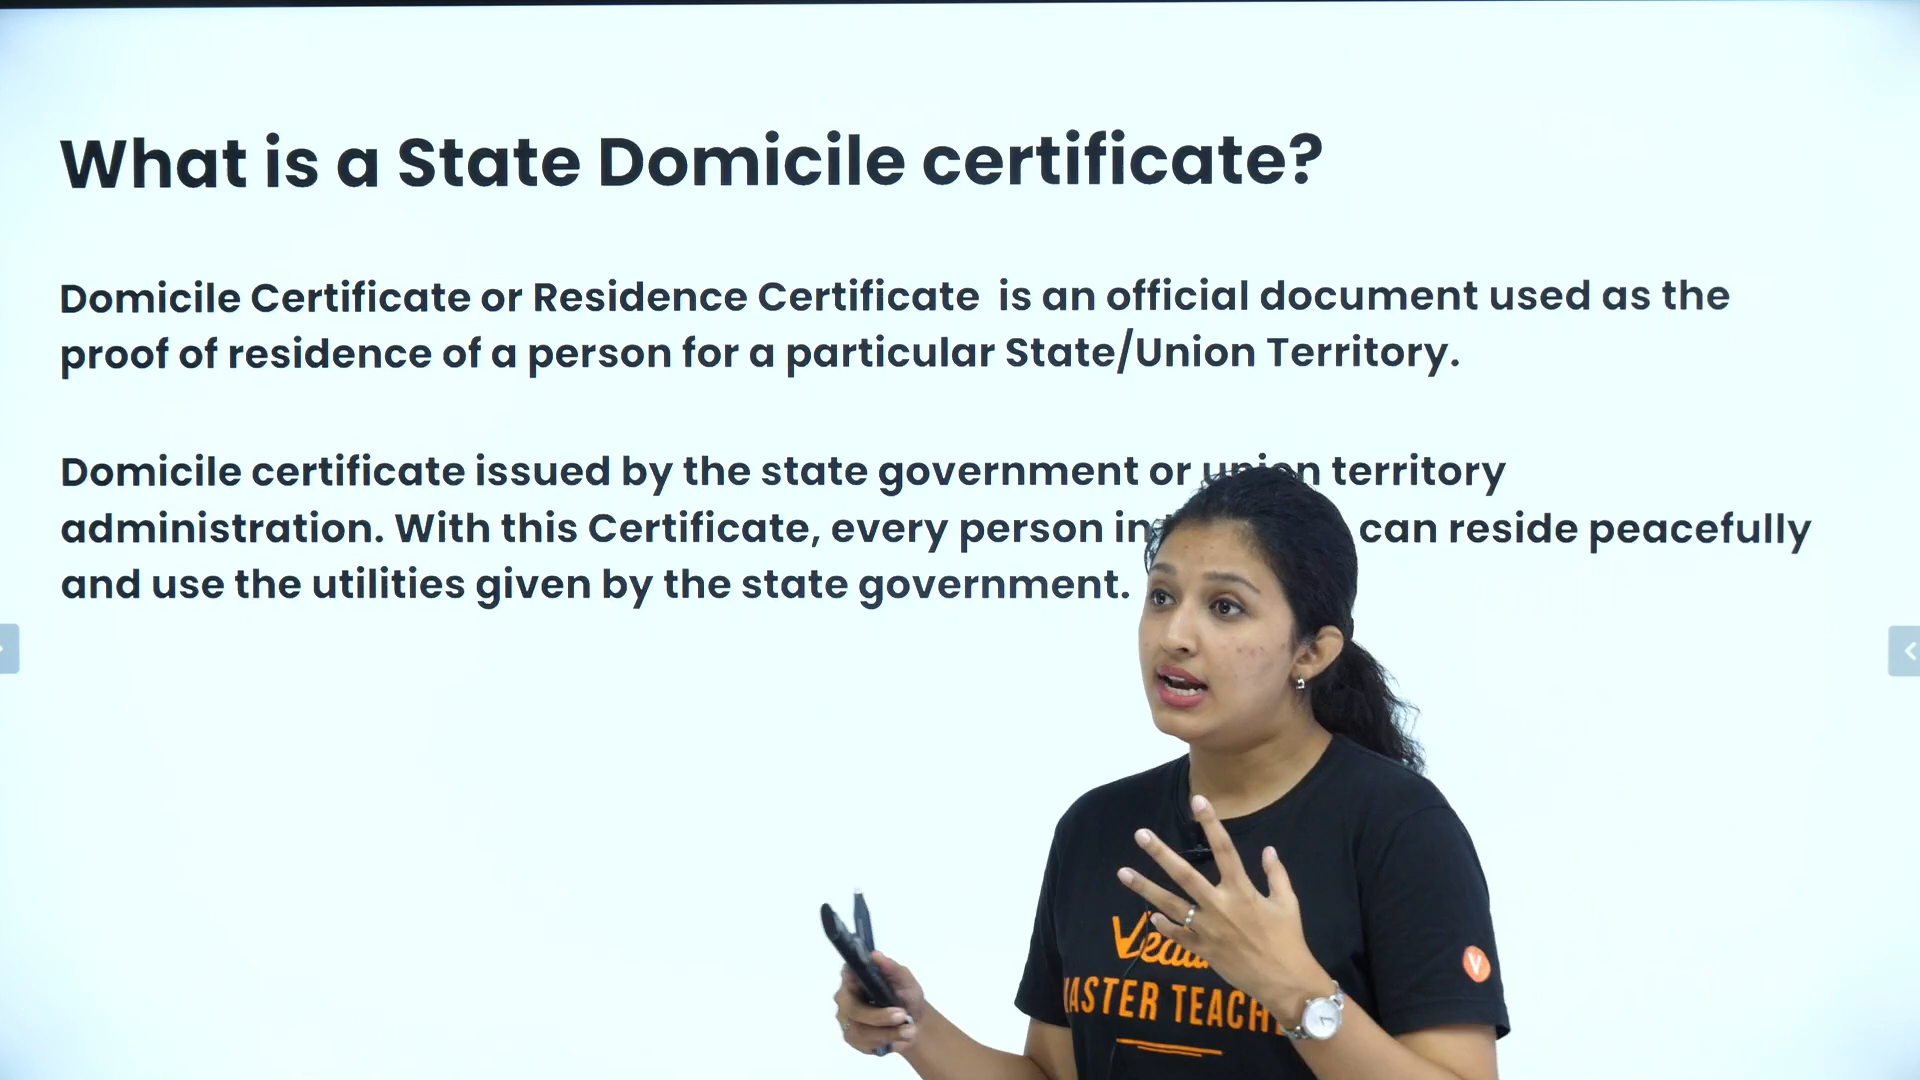 What is a State Domicile certificate?
Domicile Certificate or Residence Certificate is an official document used as the
proof of residence of a person for a particular State/Union Territory.
Domicile certificate issued by the state government or union territory
administration. With this Certificate, every person in can reside peacefully
and use the utilities given by the state government.
V